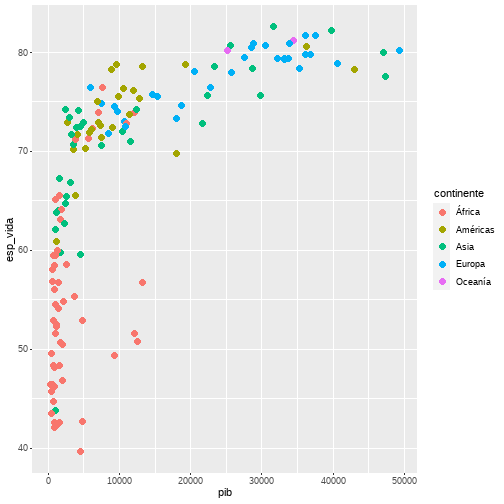 esp_vida
80
70
60
50
40
0
10000
20000
30000
40000
50000
pib
continente
África
Américas
Asia
Europa
Oceanía